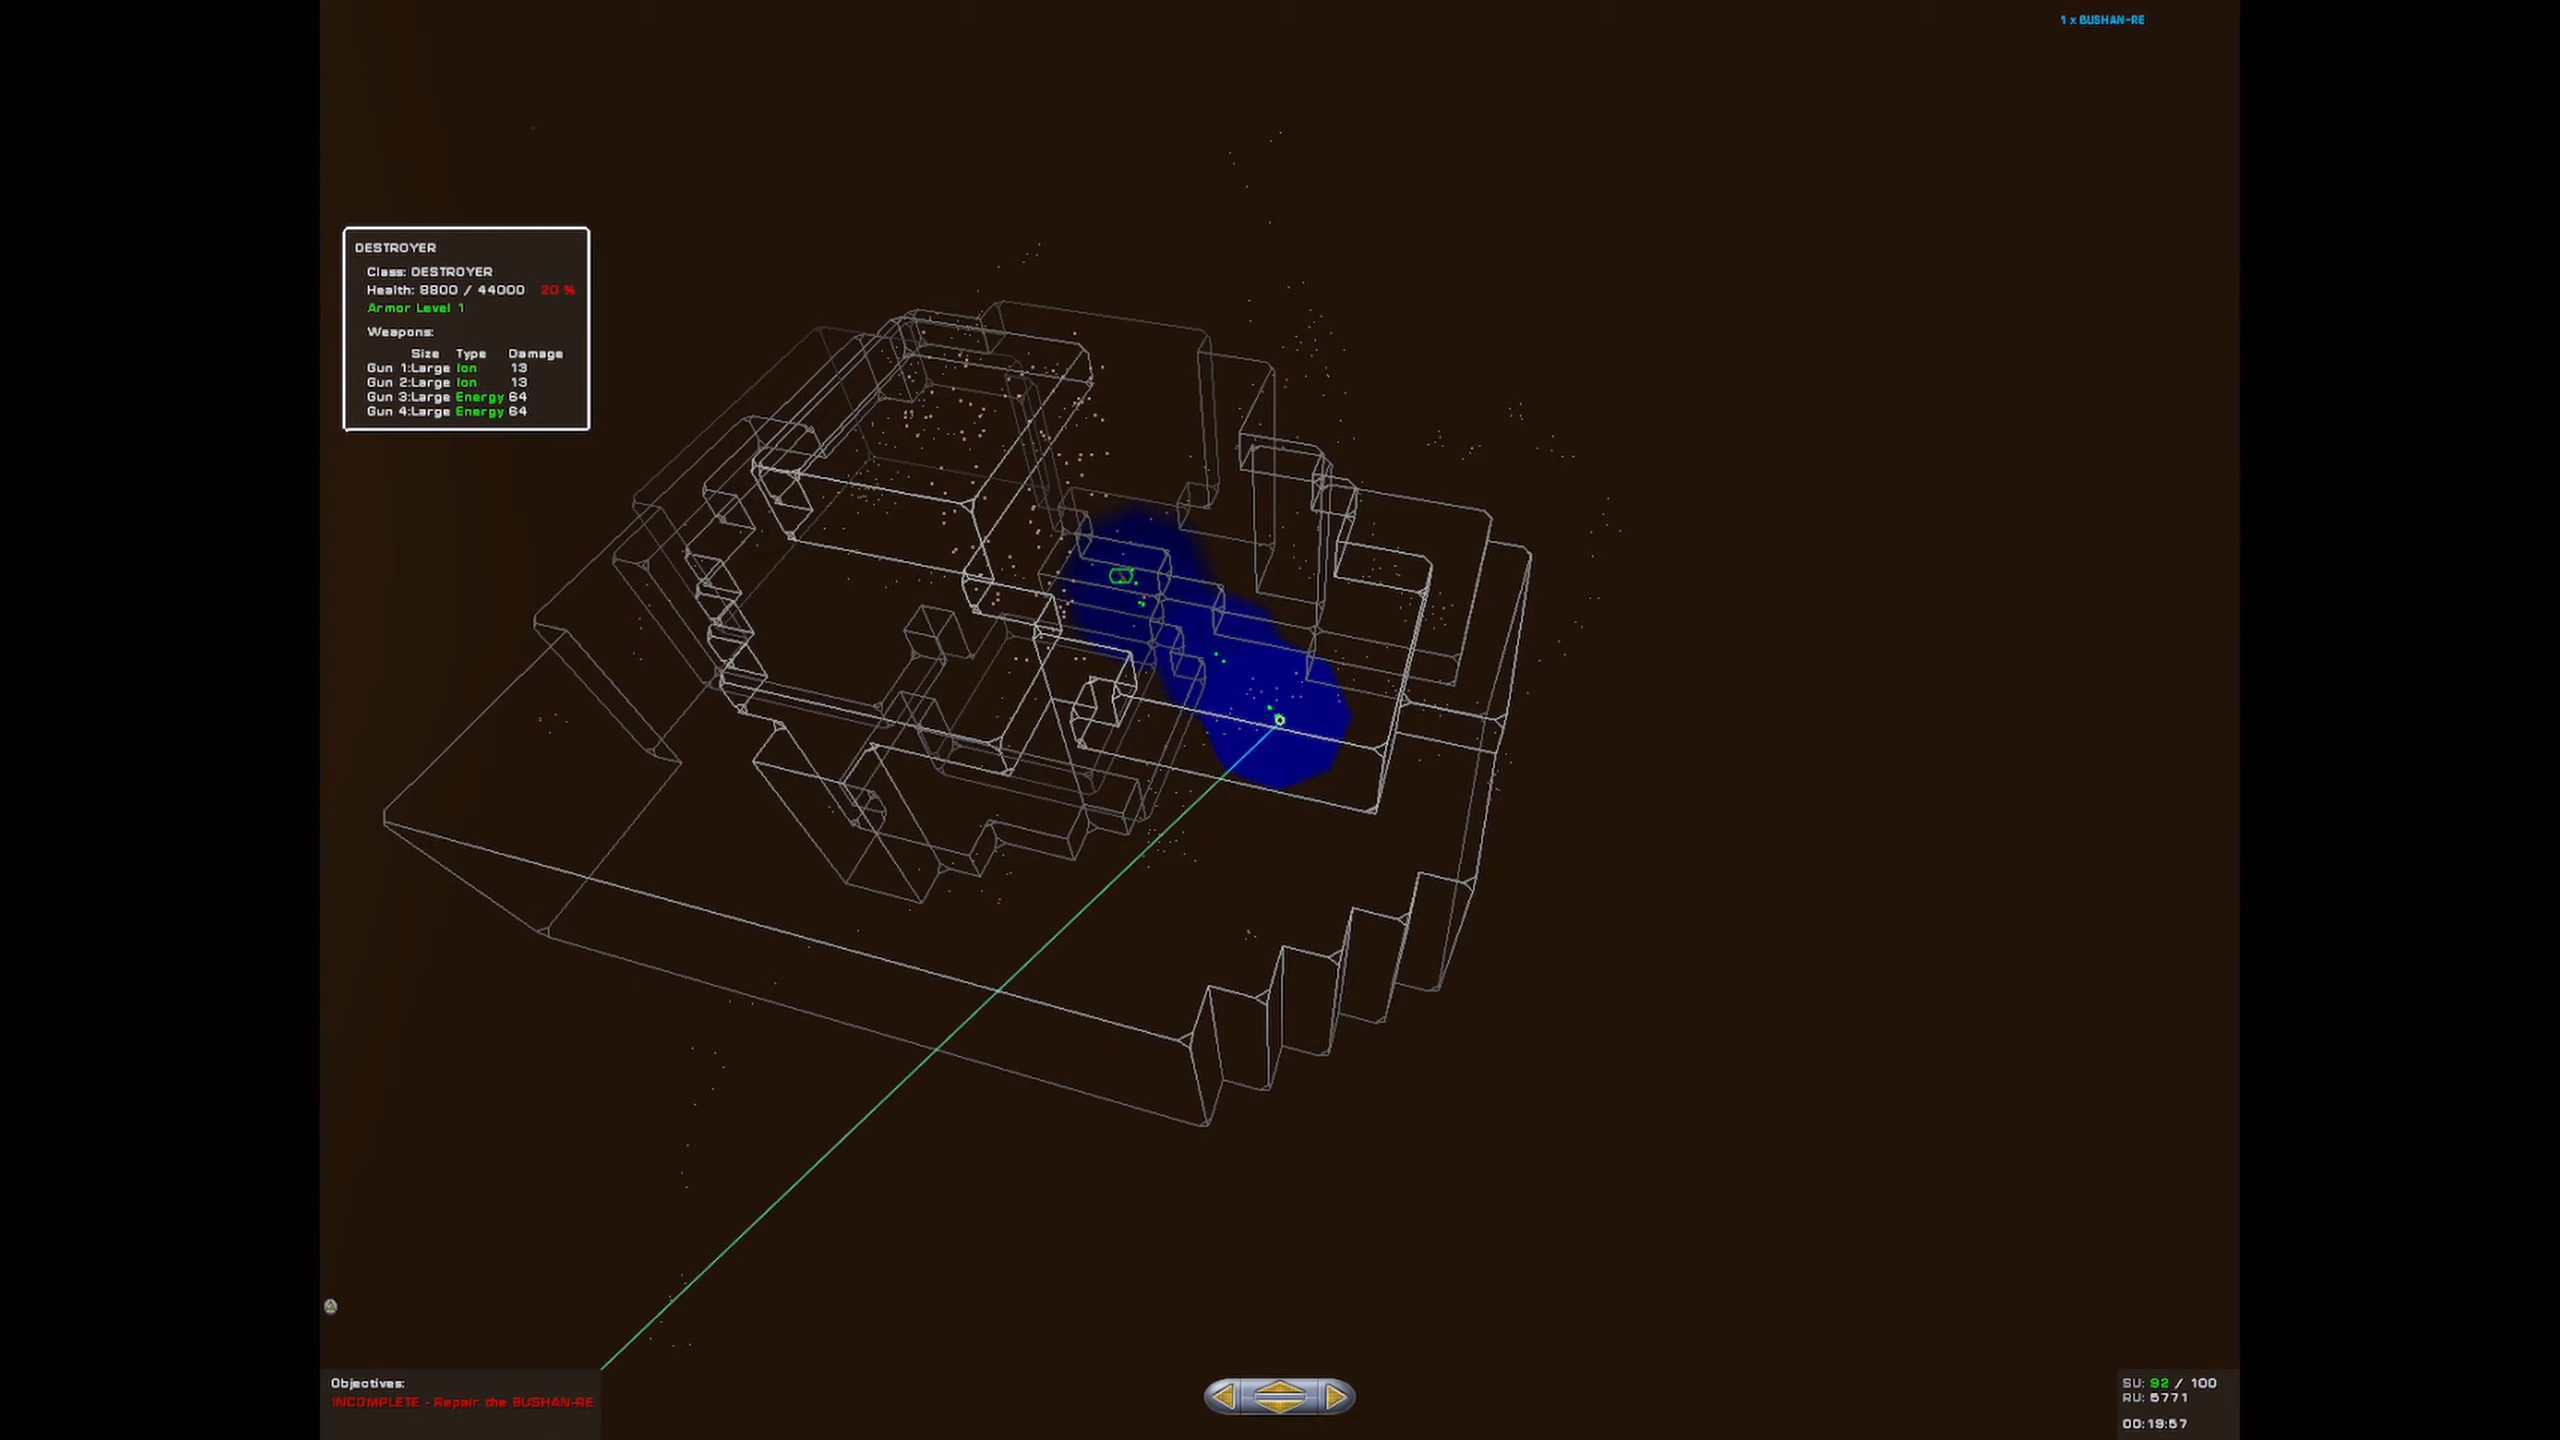 1 x BUSHAN-RE
DESTROYER
Class: DESTROYER
Health: 8800 / 44000 20 %
Armor Level 1
Weapons:
Size Type Damage
Gun 1:Large Ion 13
Gun 2:Large Ion 13
Gun 3:Large Energy 64
Gun 4:Large Energy 64
Objectives:
INCOMPLETE - Repair the BUSHAN-RE
SU: 92 / 100
RU: 5771
00:19:57